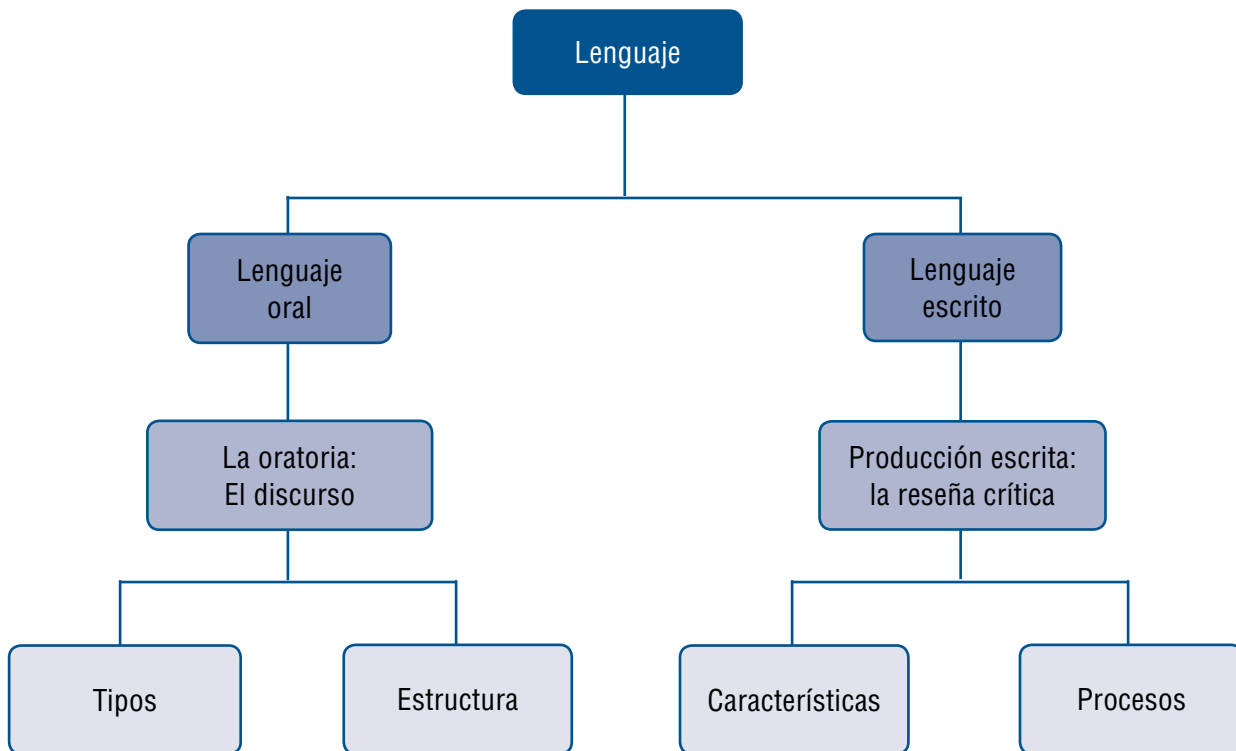 Lenguaje
Lenguaje
oral
Lenguaje
escrito
La oratoria:
El discurso
Producción escrita:
la reseña crítica
Tipos
Estructura
Características
Procesos